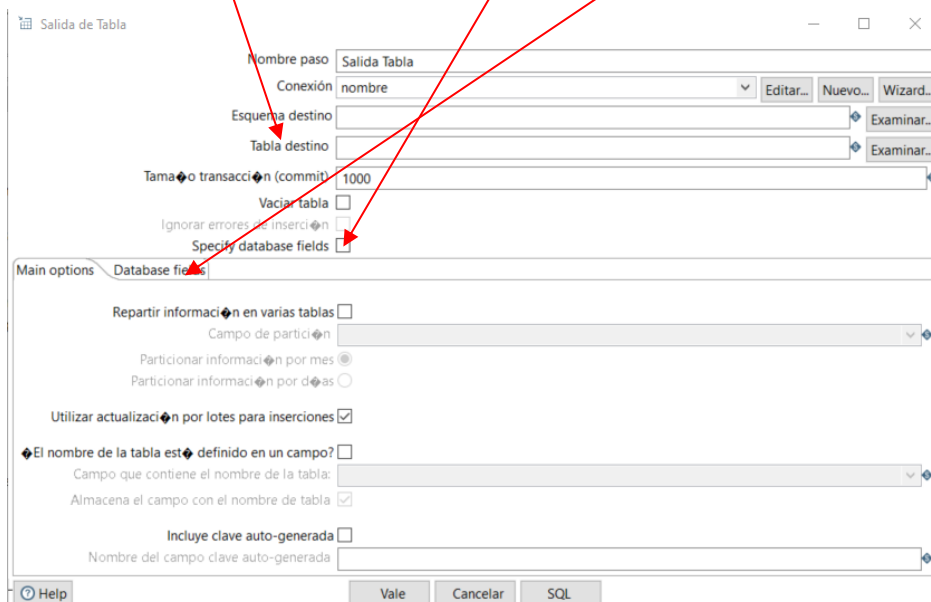 Salida de Tabla
Nombre paso Salida Tabla
Conexión nombre Editar... Nuevo... Wizard..
Esquema destino Examinar..
Tabla destino Examinar..
Tama�o transacci�n (commit) 1000
Vaciar tabla
Ignorar errores de inserci�n
Specify database fields
Main options Database fields
Repartir informaci�n en varias tablas
Campo de partici�n
Particionar informaci�n por mes
Particionar informaci�n por d�as
Utilizar actualizaci�n por lotes para inserciones
�El nombre de la tabla est� definido en un campo?
Campo que contiene el nombre de la tabla:
Almacena el campo con el nombre de tabla
Incluye clave auto-generada
Nombre del campo clave auto-generada
Help Vale Cancelar SQL